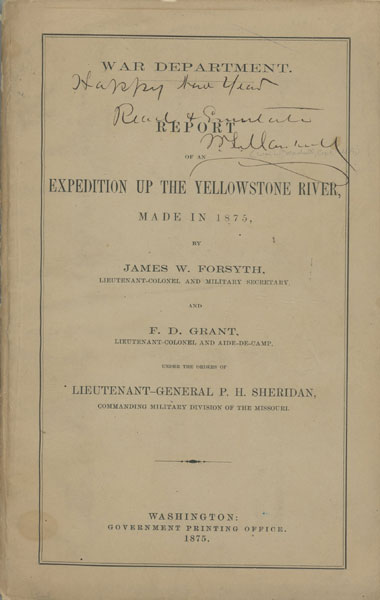 WAR DEPARTMENT.
Happy New Year
Read &
REPORT
OF AN
EXPEDITION UP THE YELLOWSTONE RIVER,
MADE IN 1875,
BY
JAMES W. FORSYTH,
LIEUTENANT-COLONEL AND MILITARY SECRETARY.
AND
F. D. GRANT,
LIEUTENANT-COLONEL AND AIDE-DE-CAMP,
UNDER THE ORDERS OF
LIEUTENANT-GENERAL P. H. SHERIDAN,
COMMANDING MILITARY DIVISION OF THE MISSOURI.
WASHINGTON:
GOVERNMENT PRINTING OFFICE.
1875.